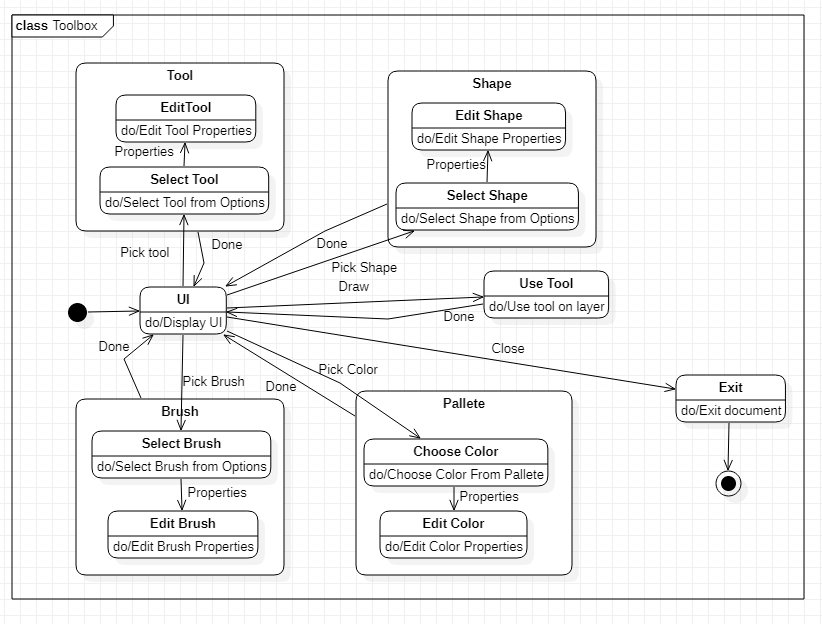 class Toolbox
Tool
EditTool
do/Edit Tool Properties
Properties
Select Tool
do/Select Tool from Options
Shape
Edit Shape
do/Edit Shape Properties
Properties
Select Shape
do/Select Shape from Options
Pick tool
Done
Done
Pick Shape
Draw
UI
do/Display UI
Use Tool
do/Use tool on layer
Done
Done
Close
Pick Brush
Done
Pick Color
Exit
do/Exit document
Brush
Select Brush
do/Select Brush from Options
Properties
Edit Brush
do/Edit Brush Properties
Pallete
Choose Color
do/Choose Color From Pallete
Properties
Edit Color
do/Edit Color Properties